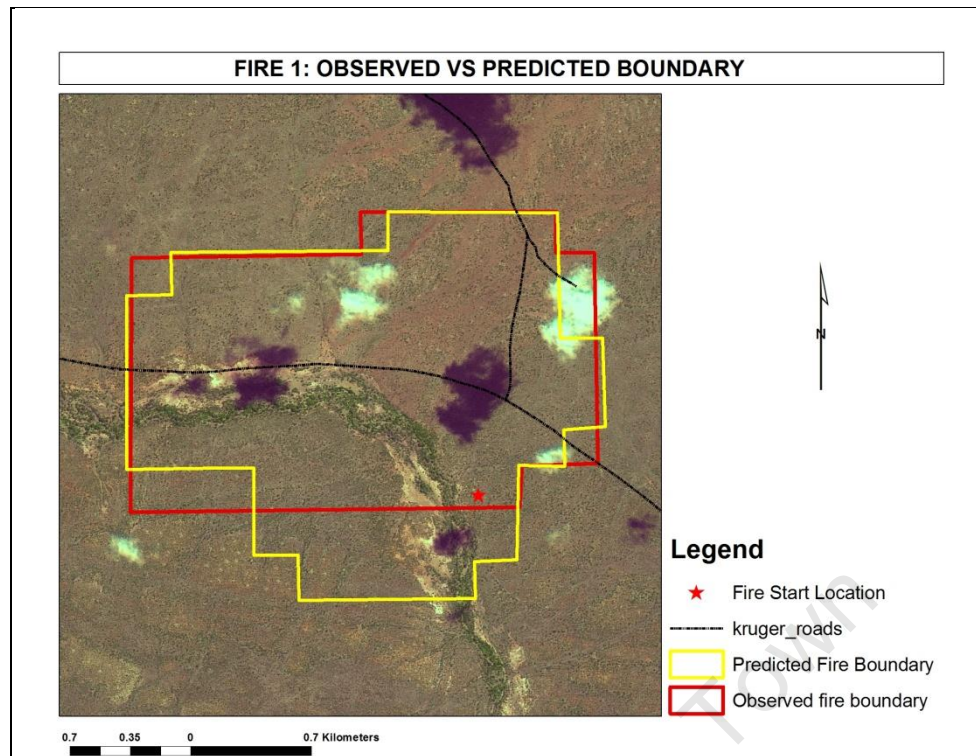 FIRE 1: OBSERVED VS PREDICTED BOUNDARY
N
Legend
Fire Start Location
kruger_roads
Predicted Fire Boundary
Observed fire boundary
Town
0.7 0.35 0 0.7 Kilometers